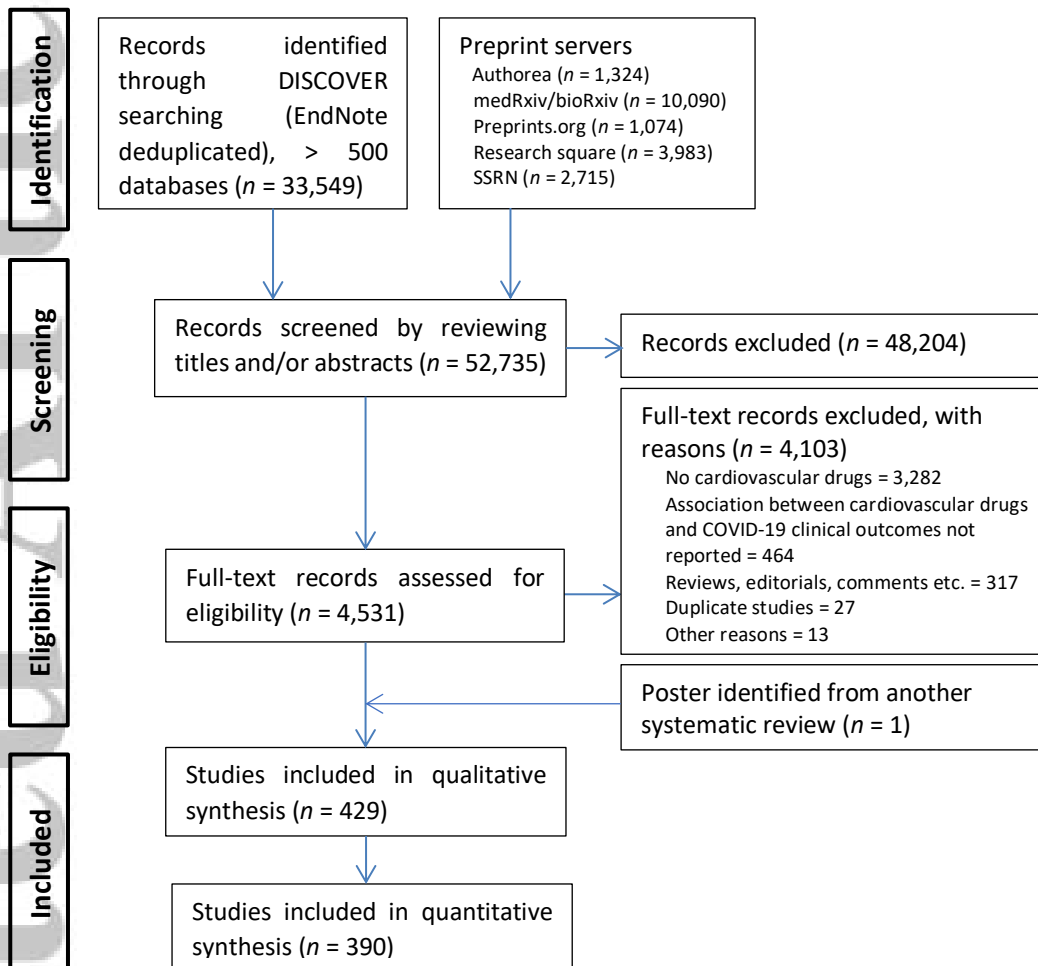 Identification
Records identified
through DISCOVER
searching (EndNote
deduplicated), > 500
databases (n = 33,549)
Preprint servers
Authorea (n = 1,324)
medRxiv/bioRxiv (n = 10,090)
Preprints.org (n = 1,074)
Research square (n = 3,983)
SSRN (n = 2,715)
Screening
Records screened by reviewing
titles and/or abstracts (n = 52,735)
Records excluded (n = 48,204)
Full-text records excluded, with
reasons (n = 4,103)
No cardiovascular drugs = 3,282
Association between cardiovascular drugs
and COVID-19 clinical outcomes not
reported = 464
Reviews, editorials, comments etc. = 317
Duplicate studies = 27
Other reasons = 13
Eligibility
Full-text records assessed for
eligibility (n = 4,531)
Poster identified from another
systematic review (n = 1)
Included
Studies included in qualitative
synthesis (n = 429)
Studies included in quantitative
synthesis (n = 390)